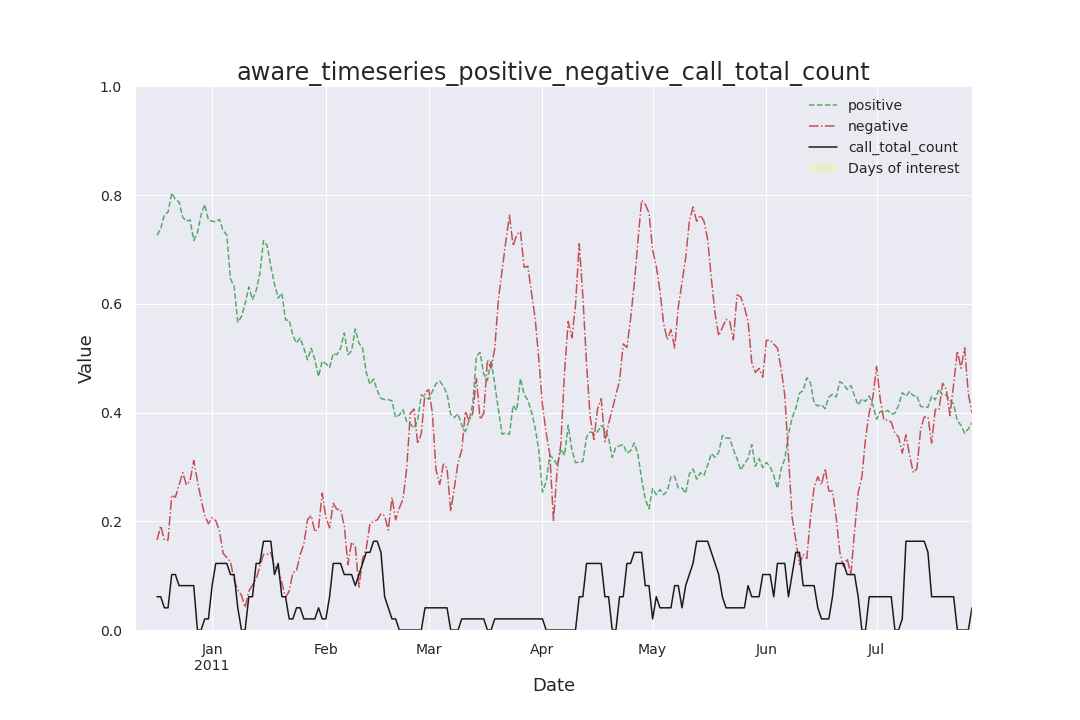 aware_timeseries_positive_negative_call_total_count
1.0
0.8
0.6
0.4
0.2
0.0
Value
positive
negative
call_total_count
Days of interest
Jan
2011
Feb
Mar
Apr
May
Jun
Jul
Date